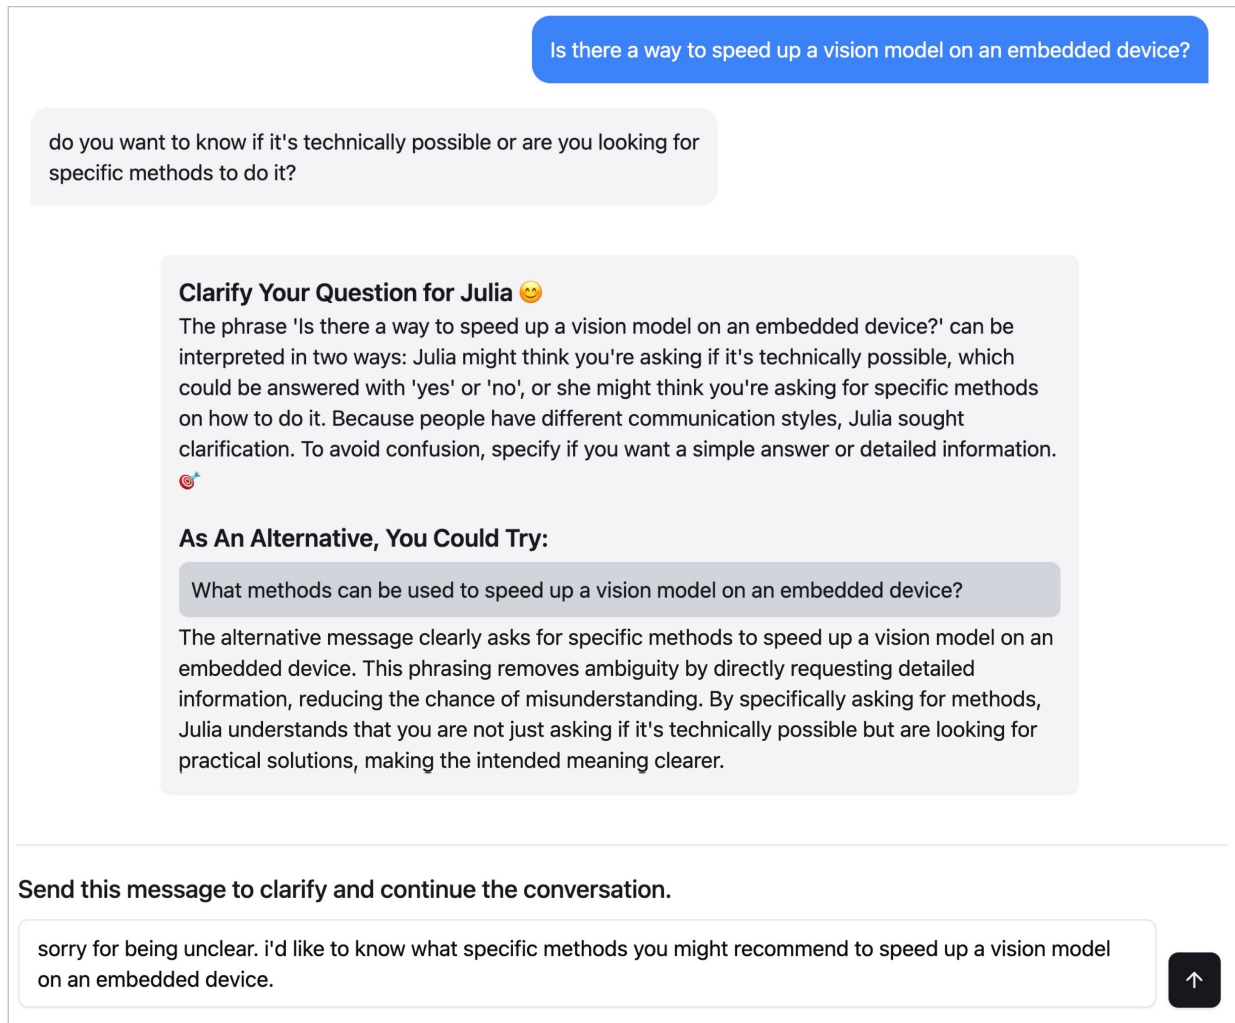 Is there a way to speed up a vision model on an embedded device?
do you want to know if it's technically possible or are you looking for
specific methods to do it?
Clarify Your Question for Julia 😊
The phrase 'Is there a way to speed up a vision model on an embedded device?' can be
interpreted in two ways: Julia might think you're asking if it's technically possible, which
could be answered with 'yes' or 'no', or she might think you're asking for specific methods
on how to do it. Because people have different communication styles, Julia sought
clarification. To avoid confusion, specify if you want a simple answer or detailed information.
🎯
As An Alternative, You Could Try:
What methods can be used to speed up a vision model on an embedded device?
The alternative message clearly asks for specific methods to speed up a vision model on an
embedded device. This phrasing removes ambiguity by directly requesting detailed
information, reducing the chance of misunderstanding. By specifically asking for methods,
Julia understands that you are not just asking if it's technically possible but are looking for
practical solutions, making the intended meaning clearer.
Send this message to clarify and continue the conversation.
sorry for being unclear. i'd like to know what specific methods you might recommend to speed up a vision model
on an embedded device.